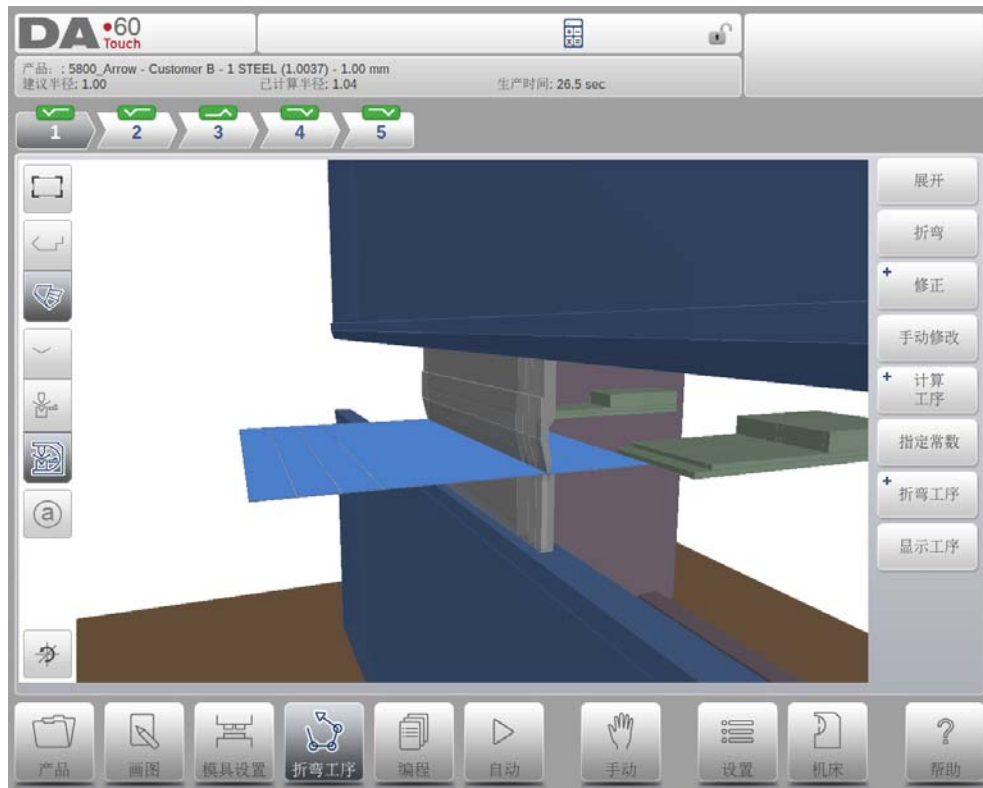 DA•60
Touch
产品: : 5800_Arrow - Customer B - 1 STEEL (1.0037) - 1.00 mm
建议半径: 1.00 已计算半径: 1.04 生产时间: 26.5 sec
1 2 3 4 5
展开
折弯
+ 修正
手动修改
+ 计算
工序
指定常数
+ 折弯工序
显示工序
a
产品 画图 模具设置 折弯工序 编程 自动 手动 设置 机床 ? 帮助